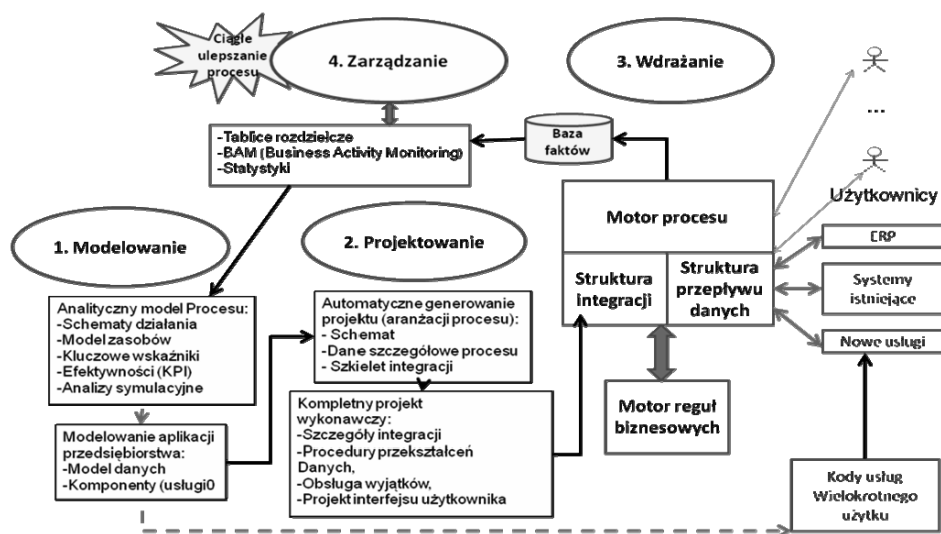 Ciągłe
ulepszanie
procesu
4. Zarządzanie
3. Wdrażanie
-Tablice rozdzielcze
-BAM (Business Activity Monitoring)
-Statystyki
Baza
faktów
...
Użytkownicy
1. Modelowanie
2. Projektowanie
Motor procesu
Struktura
integracji
Struktura
przepływu
danych
ERP
Systemy
istniejące
Nowe usługi
Analityczny model Procesu:
-Schematy działania
-Model zasobów
-Kluczowe wskaźniki
-Efektywności (KPI)
-Analizy symulacyjne
Automatyczne generowanie
projektu (aranżacji procesu):
- Schemat
- Dane szczegółowe procesu
- Szkielet integracji
Modelowanie aplikacji
przedsiębiorstwa:
-Model danych
-Komponenty (usługi0
Kompletny projekt
wykonawczy:
-Szczegóły integracji
-Procedury przekształceń
Danych,
-Obsługa wyjątków,
-Projekt interfejsu użytkownika
Motor reguł
biznesowych
Kody usług
Wielokrotnego
użytku